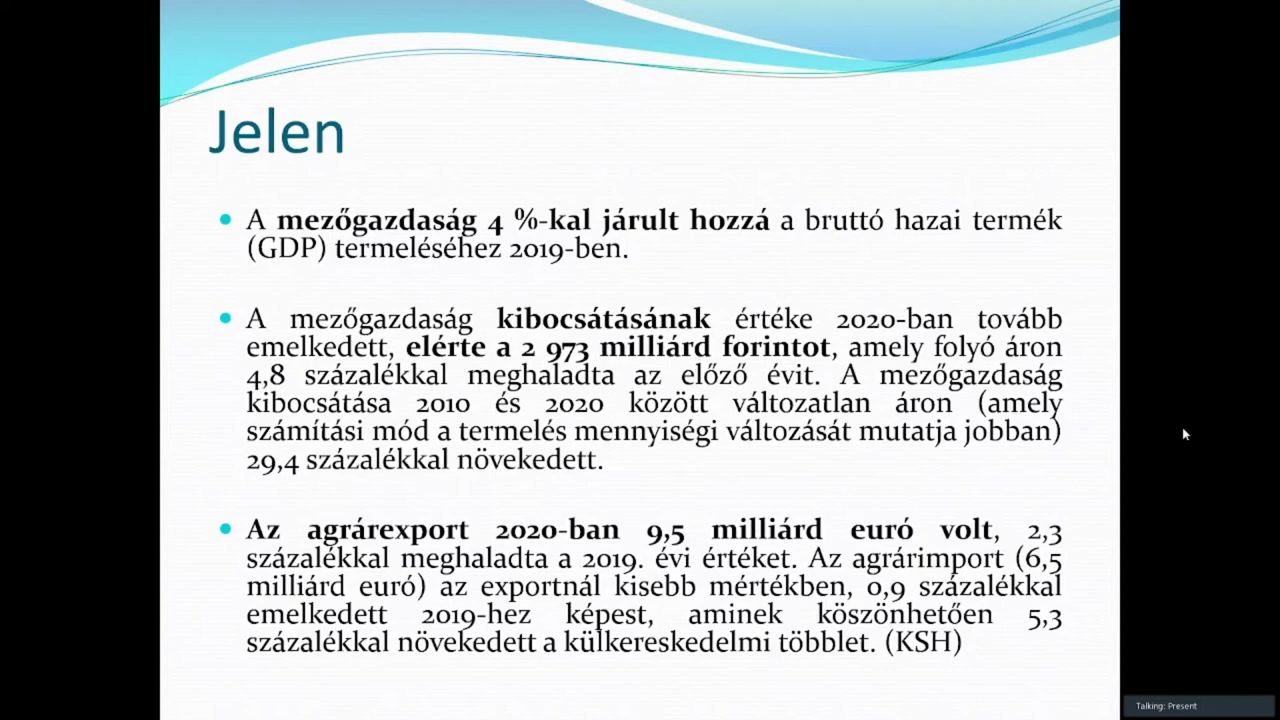 Jelen
A mezőgazdaság 4 %-kal járult hozzá a bruttó hazai termék
(GDP) termeléséhez 2019-ben.
A mezőgazdaság kibocsátásának értéke 2020-ban tovább
emelkedett, elérte a 2 973 milliárd forintot, amely folyó áron
4,8 százalékkal meghaladta az előző évit. A mezőgazdaság
kibocsátása 2010 és 2020 között változatlan áron (amely
számítási mód a termelés mennyiségi változását mutatja jobban)
29,4 százalékkal növekedett.
Az agrárexport 2020-ban 9,5 milliárd euró volt, 2,3
százalékkal meghaladta a 2019. évi értéket. Az agrárimport (6,5
milliárd euró) az exportnál kisebb mértékben, 0,9 százalékkal
emelkedett 2019-hez képest, aminek köszönhetően 5,3
százalékkal növekedett a külkereskedelmi többlet. (KSH)
Talking: Present